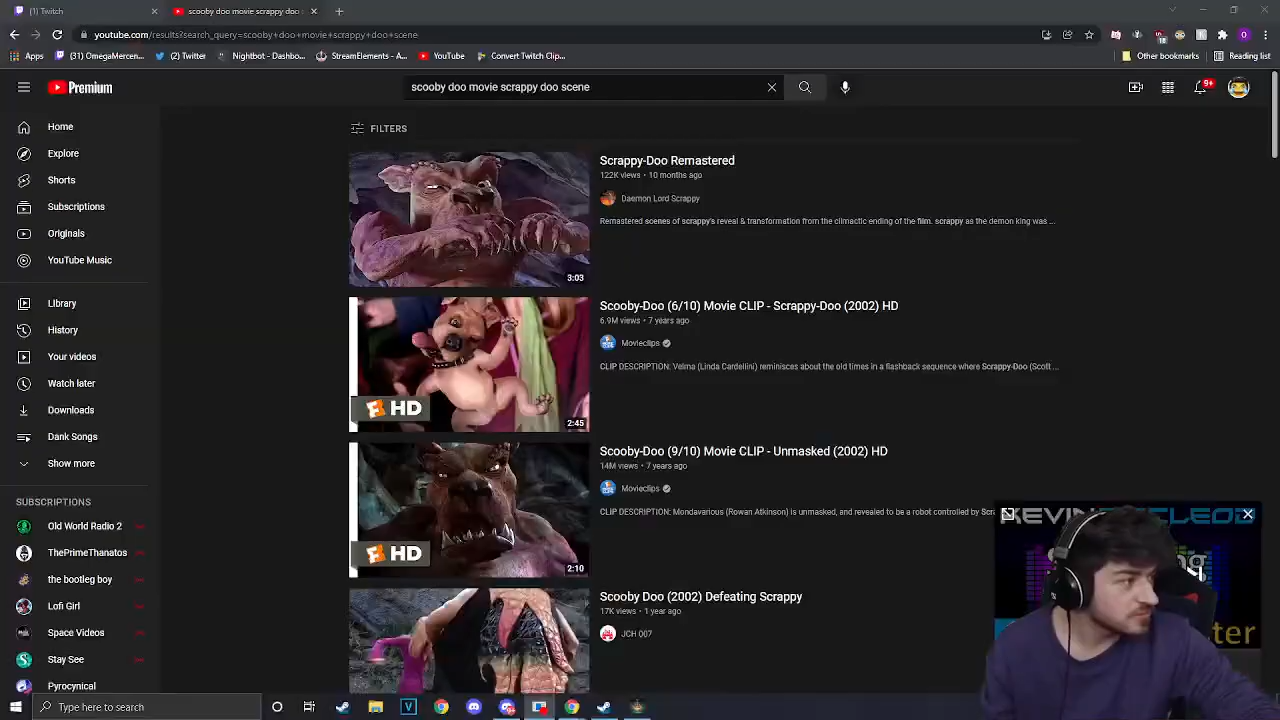 (1) Twitch
scooby doo movie scrappy doo
youtube.com/results?search_query=scooby+doo+movie+scrappy+doo+scene
Apps
(31) OmegaMercen...
(2) Twitter
Nightbot - Dashbo...
StreamElements - A...
YouTube
Convert Twitch Clip...
Other bookmarks
Reading list
Premium
scooby doo movie scrappy doo scene
9+
Home
Explore
Shorts
Subscriptions
Originals
YouTube Music
Library
History
Your videos
Watch later
Downloads
Dank Songs
Show more
SUBSCRIPTIONS
Old World Radio 2
ThePrimeThanatos
the bootleg boy
Lofi Girl
Space Videos
Stay See
Pyrocynical
FILTERS
3:03
Scrappy-Doo Remastered
122K views • 10 months ago
Daemon Lord Scrappy
Remastered scenes of scrappy's reveal & transformation from the climactic ending of the film. scrappy as the demon king was ...
HD
2:45
Scooby-Doo (6/10) Movie CLIP - Scrappy-Doo (2002) HD
6.9M views • 7 years ago
Movieclips
CLIP DESCRIPTION: Velma (Linda Cardellini) reminisces about the old times in a flashback sequence where Scrappy-Doo (Scott ...
HD
2:10
Scooby-Doo (9/10) Movie CLIP - Unmasked (2002) HD
14M views • 7 years ago
Movieclips
CLIP DESCRIPTION: Mondavarious (Rowan Atkinson) is unmasked, and revealed to be a robot controlled by Scra
Scooby Doo (2002) Defeating Scrappy
17K views • 1 year ago
JCH 007
KEVIN
CLEOD
ng
ter
Type here to search